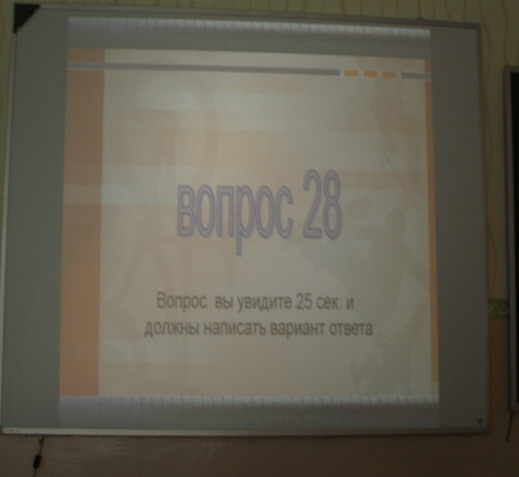 вопрос 28
Вопрос вы увидите 25 сек. и
должны написать вариант ответа